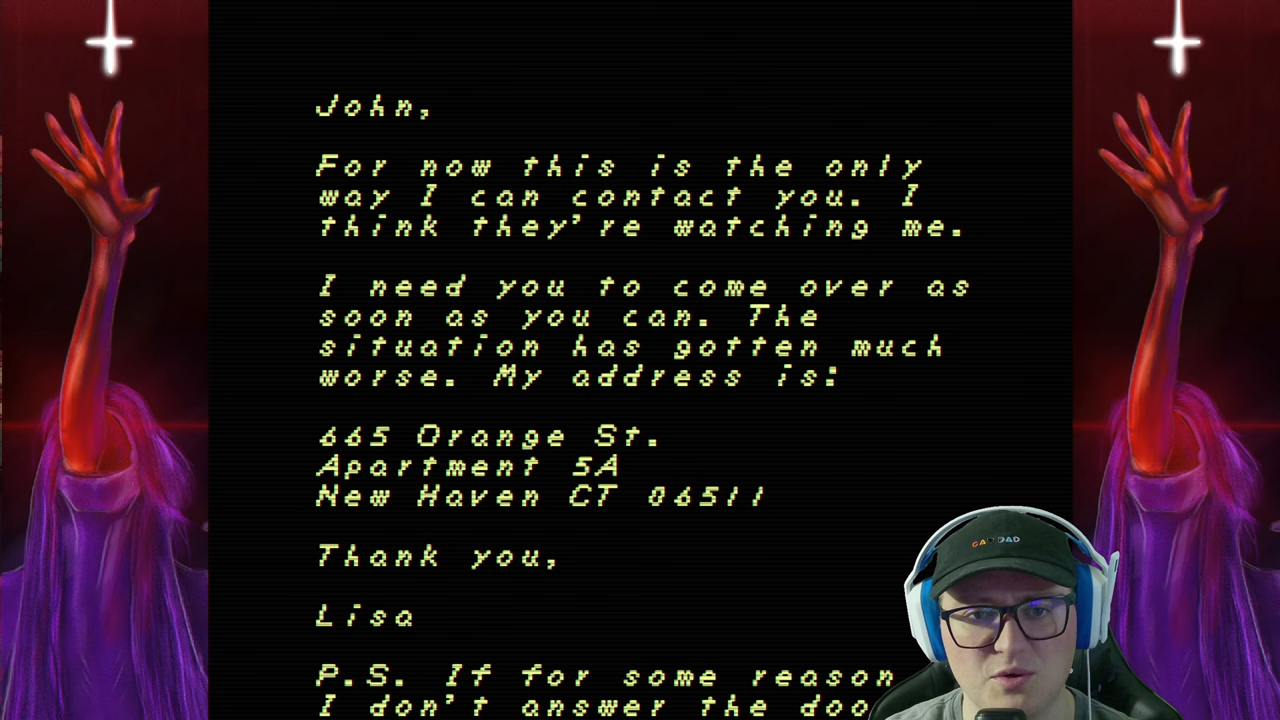 John,
For now this is the only
way I can contact you. I
think they're watching me.
I need you to come over as
soon as you can. The
situation has gotten much
worse. My address is:
665 Orange St.
Apartment 5A
New Haven CT 06511
Thank you,
Lisa
P.S. If for some reason
I don't answer the doo
DAD